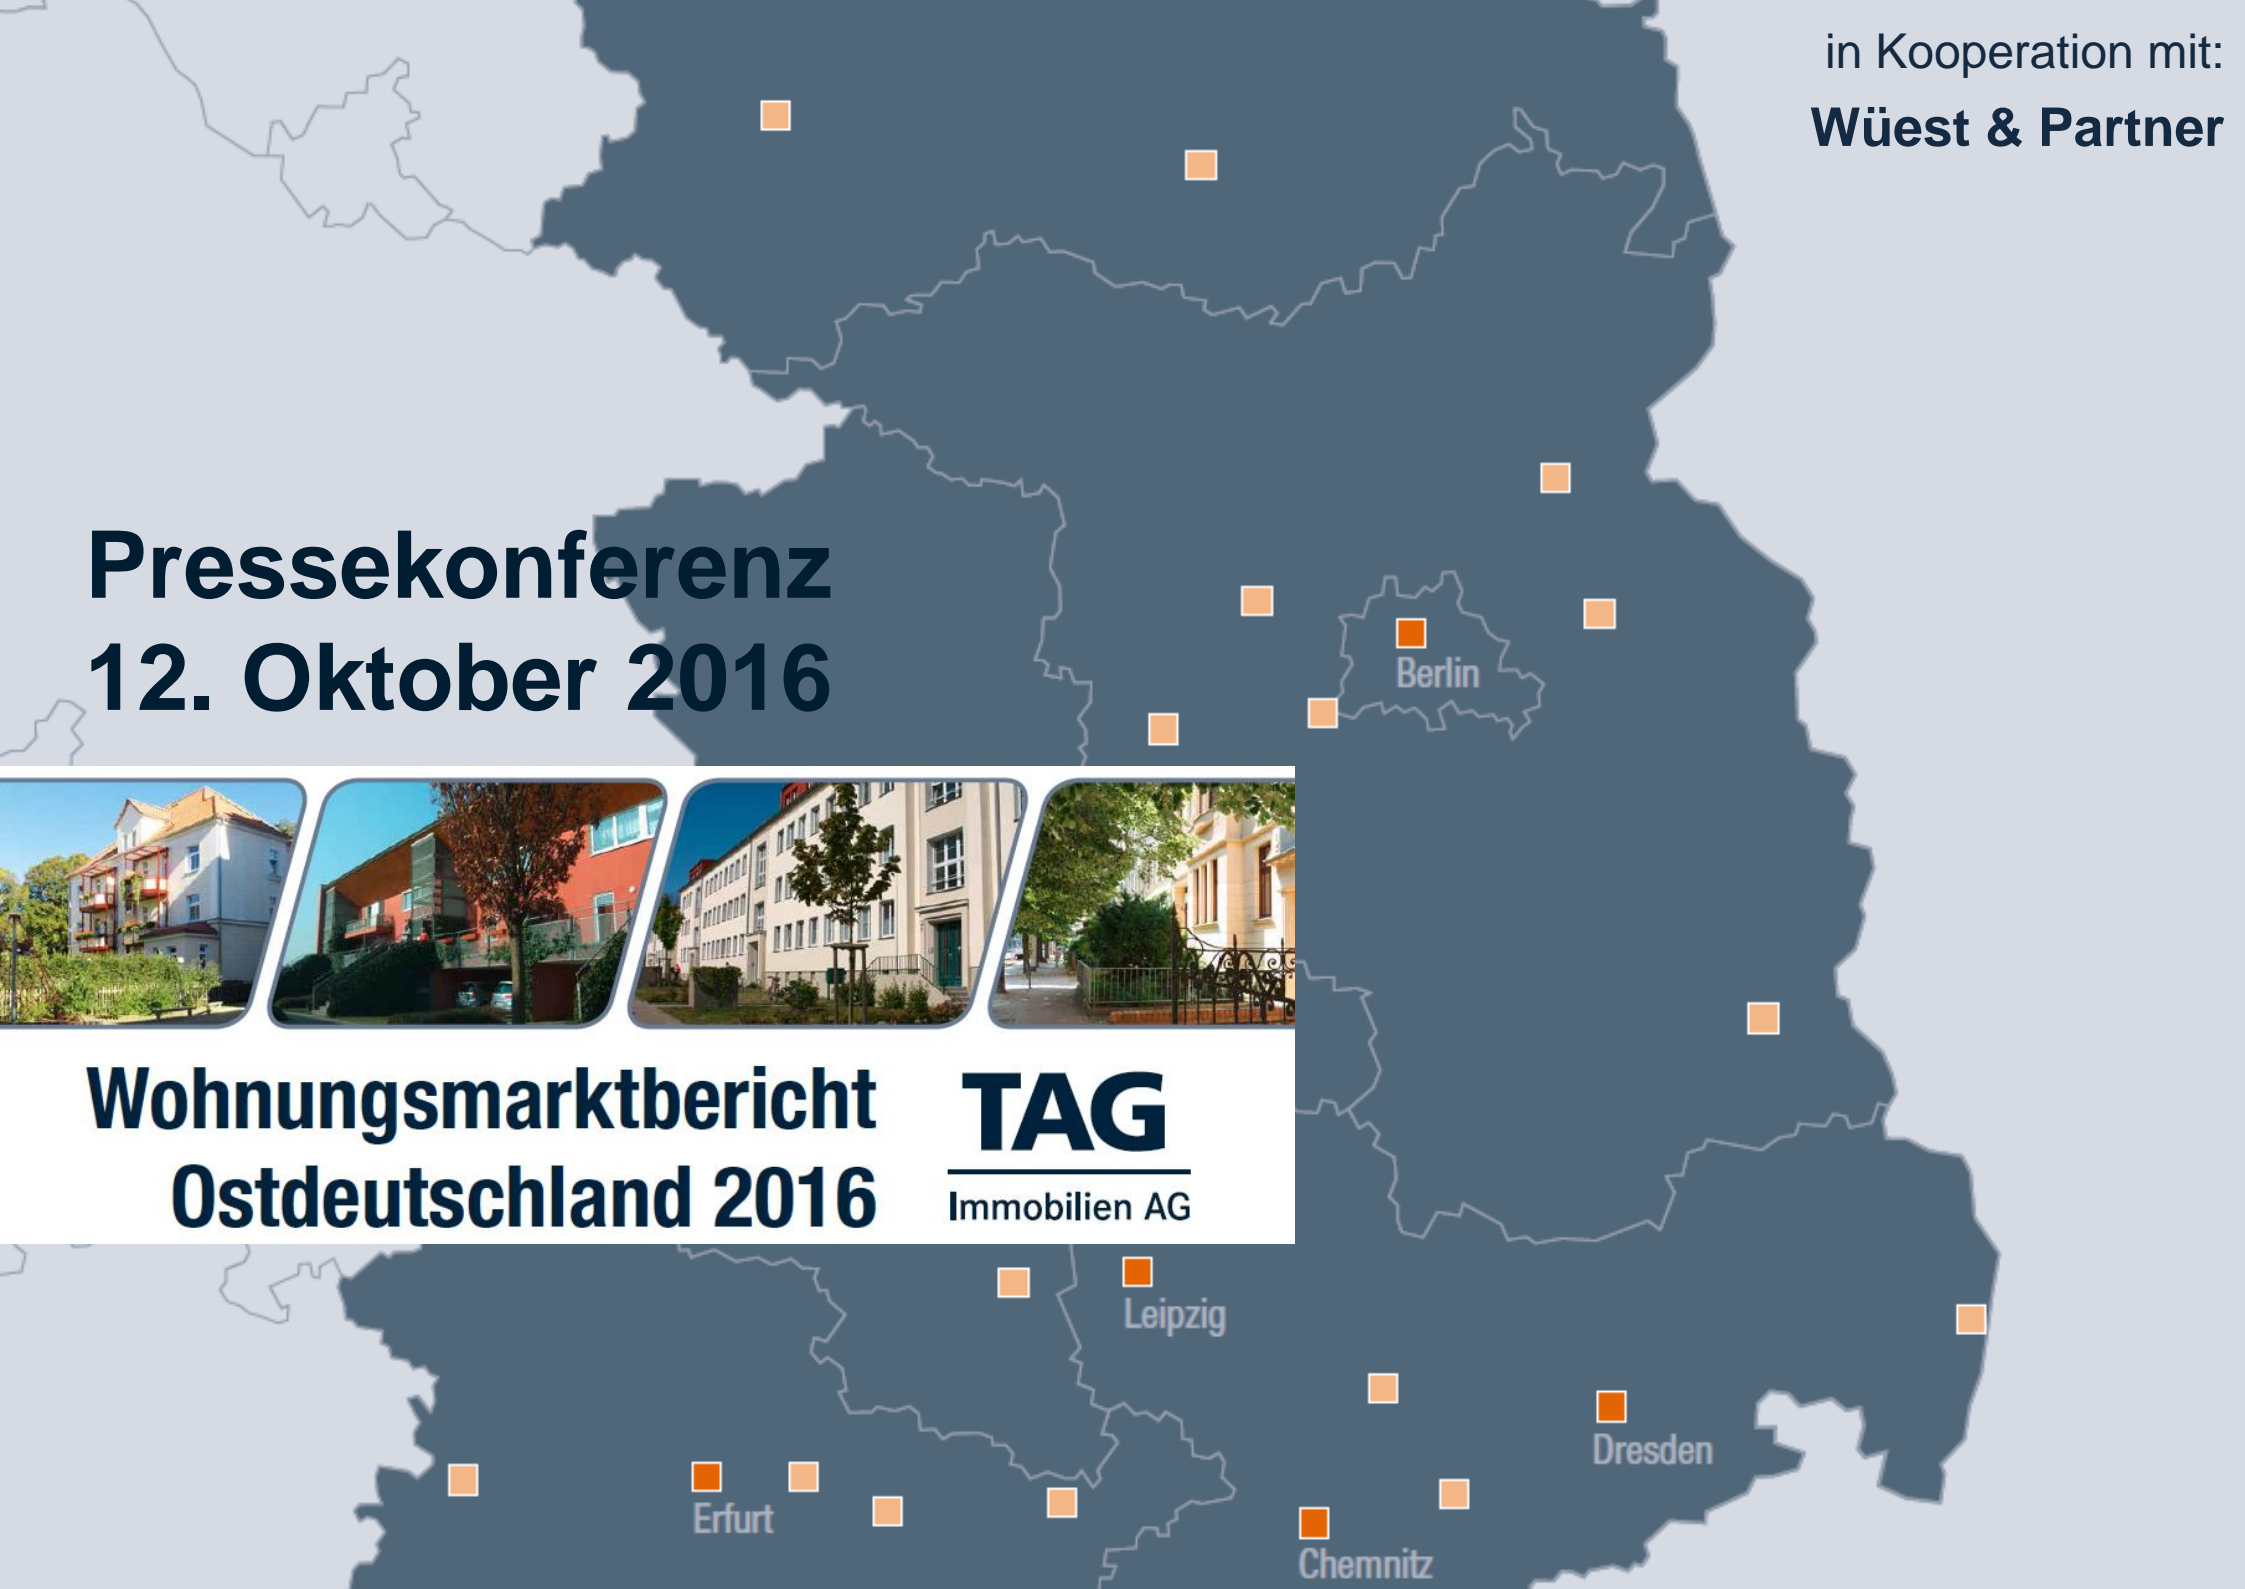 in Kooperation mit:
Wüest & Partner
Pressekonferenz
12. Oktober 2016
Berlin
Wohnungsmarktbericht
Ostdeutschland 2016
TAG
Immobilien AG
Leipzig
Dresden
Erfurt
Chemnitz